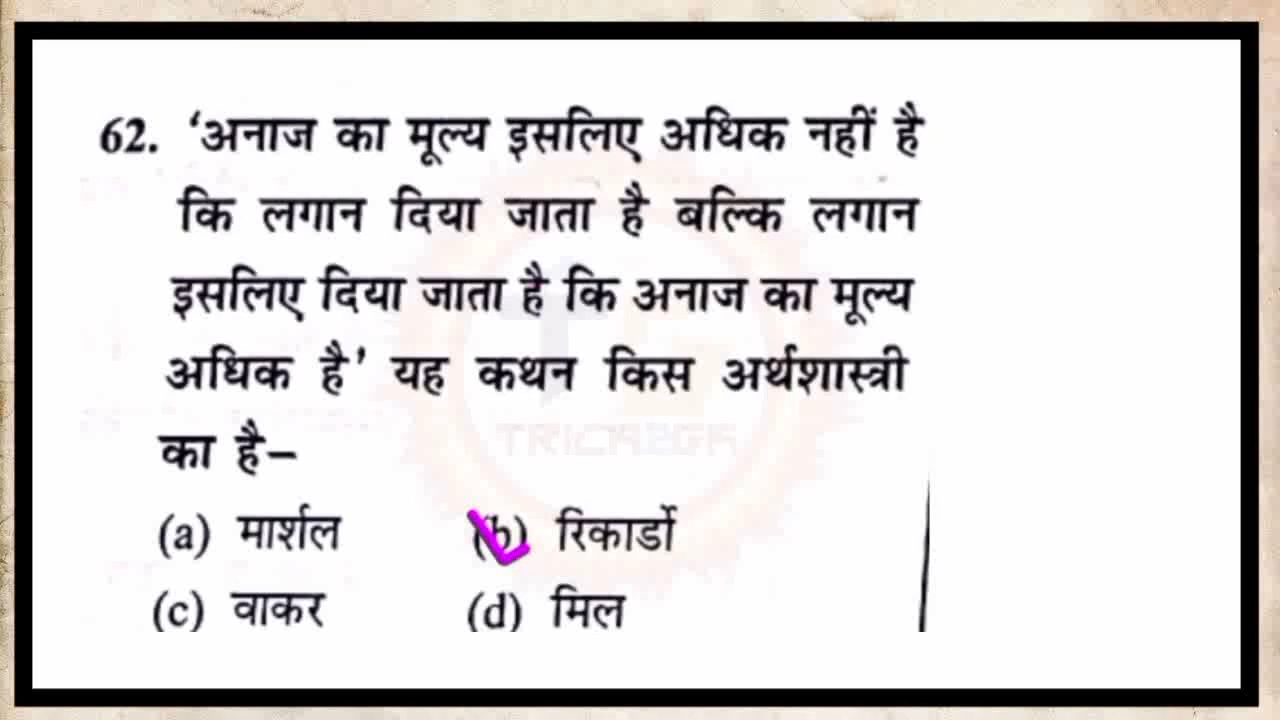 62. ‘अनाज का मूल्य इसलिए अधिक नहीं है
कि लगान दिया जाता है बल्कि लगान
इसलिए दिया जाता है कि अनाज का मूल्य
अधिक है’ यह कथन किस अर्थशास्त्री
का है–
(a) मार्शल (b) रिकार्डो
(c) वाकर (d) मिल